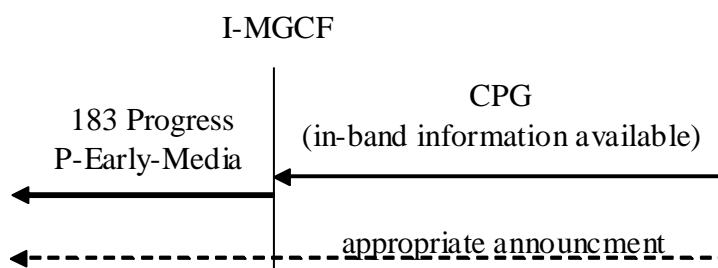 I-MGCF
183 Progress
P-Early-Media
CPG
(in-band information available)
appropriate announcment